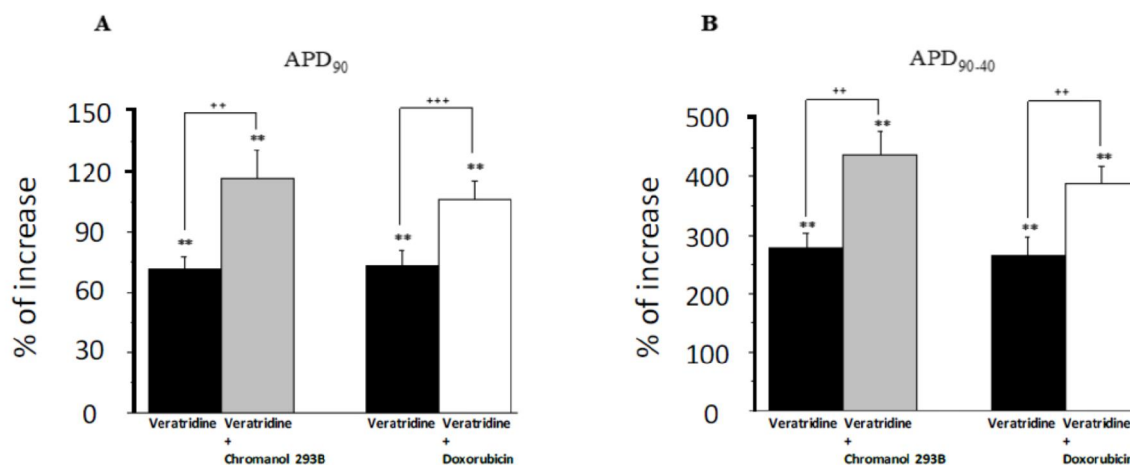 A
APD90
++
+++
**
**
**
**
% of increase
150
120
90
60
30
0
Veratridine Veratridine
+
Chromanol 293B
Veratridine Veratridine
+
Doxorubicin
B
APD90-40
++
++
**
**
**
**
% of increase
500
400
300
200
100
0
Veratridine Veratridine
+
Chromanol 293B
Veratridine Veratridine
+
Doxorubicin